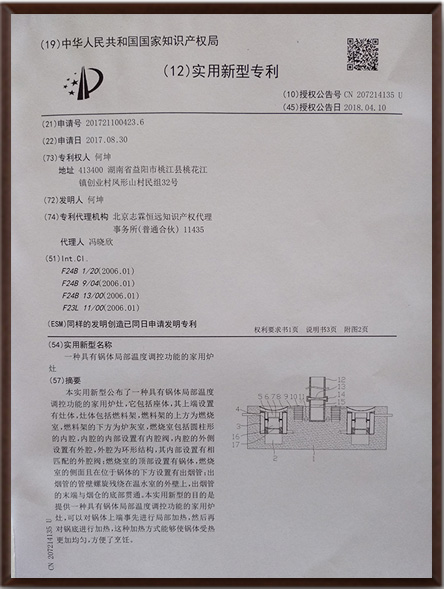 (19)中华人民共和国国家知识产权局
(12)实用新型专利
(10)授权公告号 CN 207214135 U
(45)授权公告日 2018.04.10
(21)申请号 201721100423.6
(22)申请日 2017.08.30
(73)专利权人 何坤
地址 413400 湖南省益阳市桃江县桃花江
镇创业村凤形山村民组32号
(72)发明人 何坤
(74)专利代理机构 北京志霖恒远知识产权代理
事务所(普通合伙) 11435
代理人 冯晓欣
(51)Int.Cl.
F24B 1/20(2006.01)
F24B 9/04(2006.01)
F24B 13/00(2006.01)
F23L 11/00(2006.01)
(ESM)同样的发明创造已同日申请发明专利
权利要求书1页 说明书3页 附图2页
(54)实用新型名称
一种具有锅体局部温度调控功能的家用炉
灶
(57)摘要
本实用新型公布了一种具有锅体局部温度
调控功能的家用炉灶,它包括座体,其上端设置
有灶体,灶体包括燃料架,燃料架的上方为燃烧
室,燃料架的下方为炉灰室,燃烧室包括圆柱形
的内腔,内腔的内部设置有内腔阀,内腔的外侧
设置有外腔,外腔为环形结构,其内部设置有相
匹配的外腔阀;燃烧室的顶部设置有锅体,燃烧
室的侧面且在位于锅体的下方设置有出烟管;出
烟管的管壁螺旋线绕在温水室的外壁上,出烟管
的末端与烟仓的底部贯通。本实用新型的目的是
提供一种具有锅体局部温度调控功能的家用炉
灶,可以对锅体上端事先进行局部加热,然后再
对锅底进行加热,这种加热方式能够使锅体受热
更加均匀,方便了烹饪。
5 6 7 8 9 10 11
12
13
14
15
4
3
16
17
2
1
CN 207214135 U